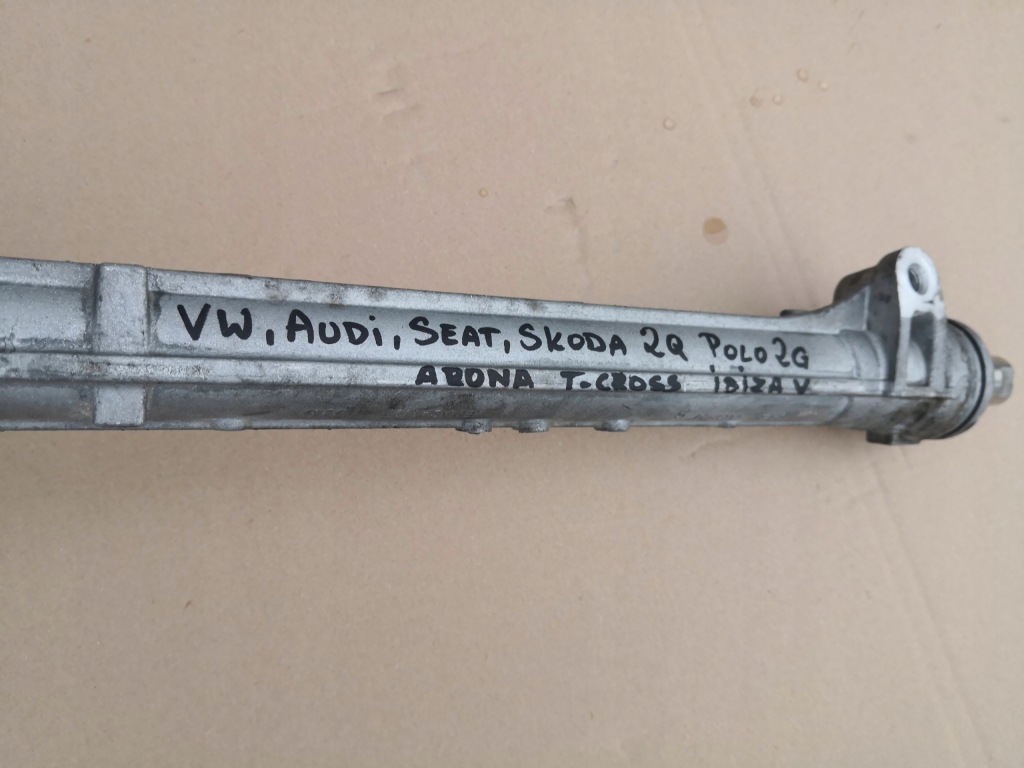 VW, AUDi, SEAT, SKODA 2Q POLO 2G
ARONA T-CROSS iBiZA V